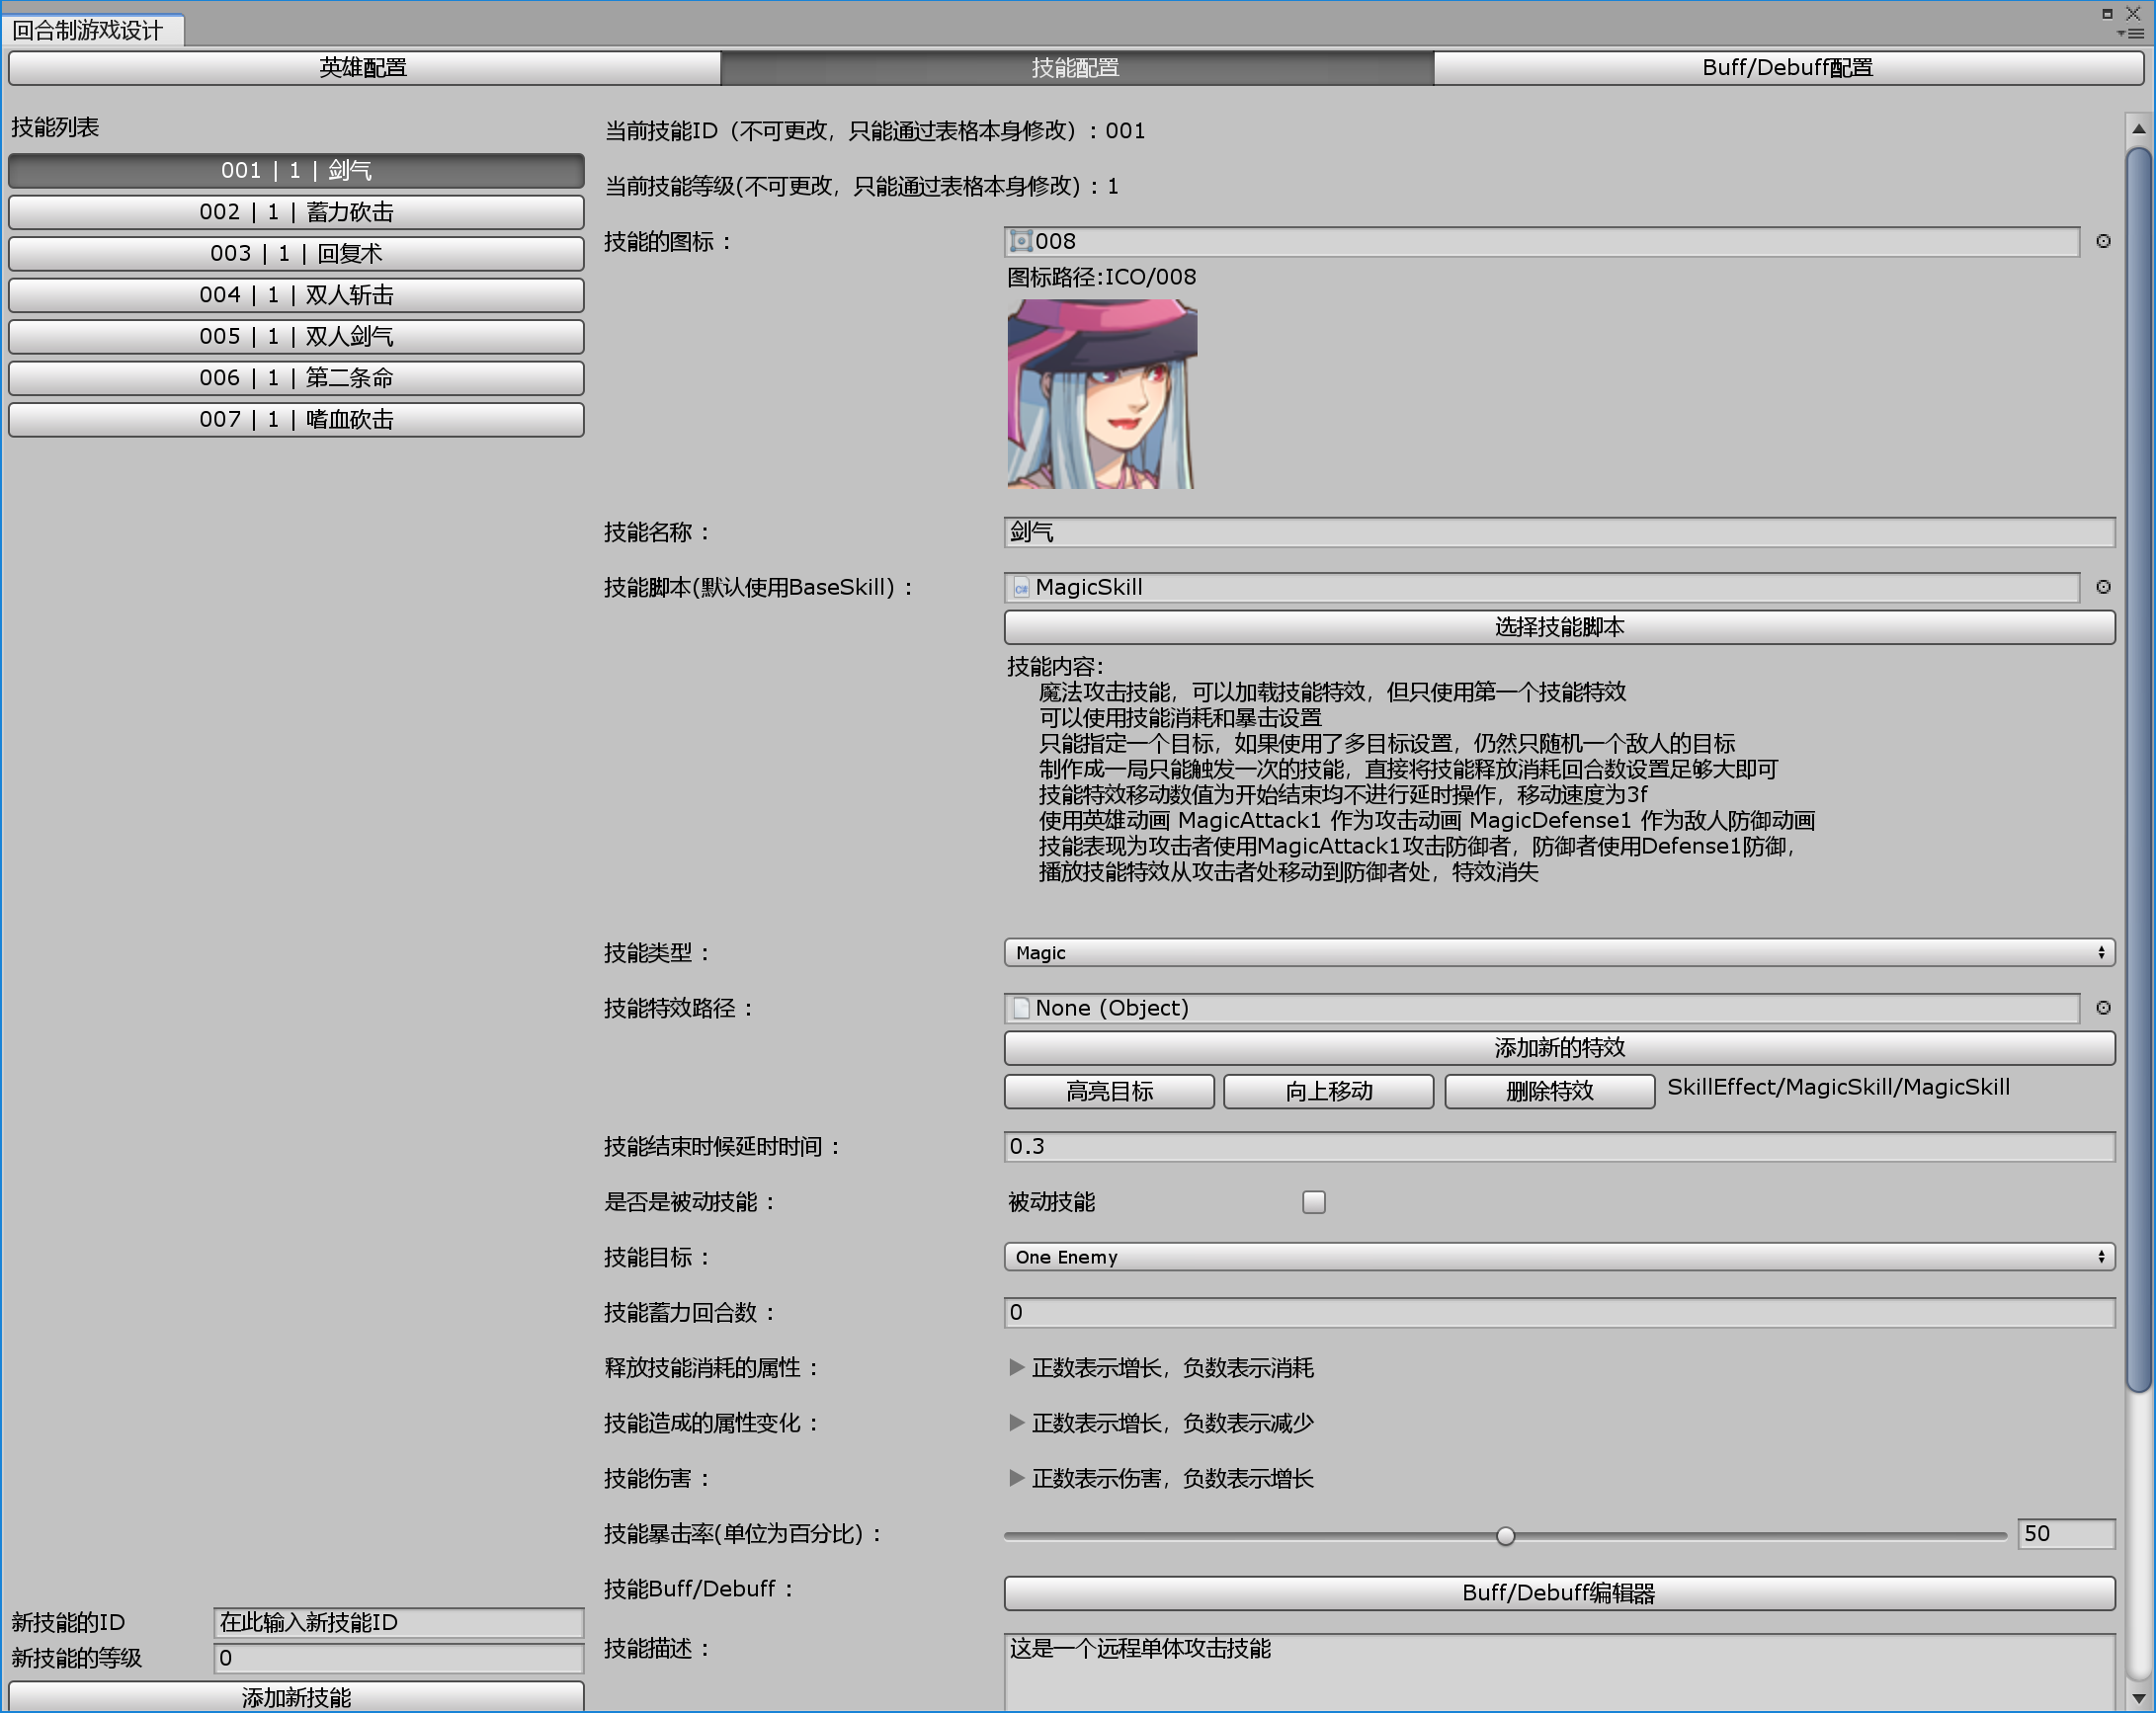 回合制游戏设计
英雄配置
技能配置
Buff/Debuff配置
技能列表
001 | 1 | 剑气
002 | 1 | 蓄力砍击
003 | 1 | 回复术
004 | 1 | 双人斩击
005 | 1 | 双人剑气
006 | 1 | 第二条命
007 | 1 | 嗜血砍击
新技能的ID
在此输入新技能ID
新技能的等级
0
添加新技能
当前技能ID（不可更改，只能通过表格本身修改）: 001
当前技能等级(不可更改，只能通过表格本身修改) : 1
技能的图标 :
008
图标路径:ICO/008
技能名称 :
剑气
技能脚本(默认使用BaseSkill) :
MagicSkill
选择技能脚本
技能内容:
魔法攻击技能，可以加载技能特效，但只使用第一个技能特效
可以使用技能消耗和暴击设置
只能指定一个目标，如果使用了多目标设置，仍然只随机一个敌人的目标
制作成一局只能触发一次的技能，直接将技能释放消耗回合数设置足够大即可
技能特效移动数值为开始结束均不进行延时操作，移动速度为3f
使用英雄动画 MagicAttack1 作为攻击动画 MagicDefense1 作为敌人防御动画
技能表现为攻击者使用MagicAttack1攻击防御者，防御者使用Defense1防御，
播放技能特效从攻击者处移动到防御者处，特效消失
技能类型 :
Magic
技能特效路径 :
None (Object)
添加新的特效
高亮目标
向上移动
删除特效
SkillEffect/MagicSkill/MagicSkill
技能结束时候延时时间 :
0.3
是否是被动技能 :
被动技能
技能目标 :
One Enemy
技能蓄力回合数 :
0
释放技能消耗的属性 :
正数表示增长，负数表示消耗
技能造成的属性变化 :
正数表示增长，负数表示减少
技能伤害 :
正数表示伤害，负数表示增长
技能暴击率(单位为百分比) :
50
技能Buff/Debuff :
Buff/Debuff编辑器
技能描述 :
这是一个远程单体攻击技能